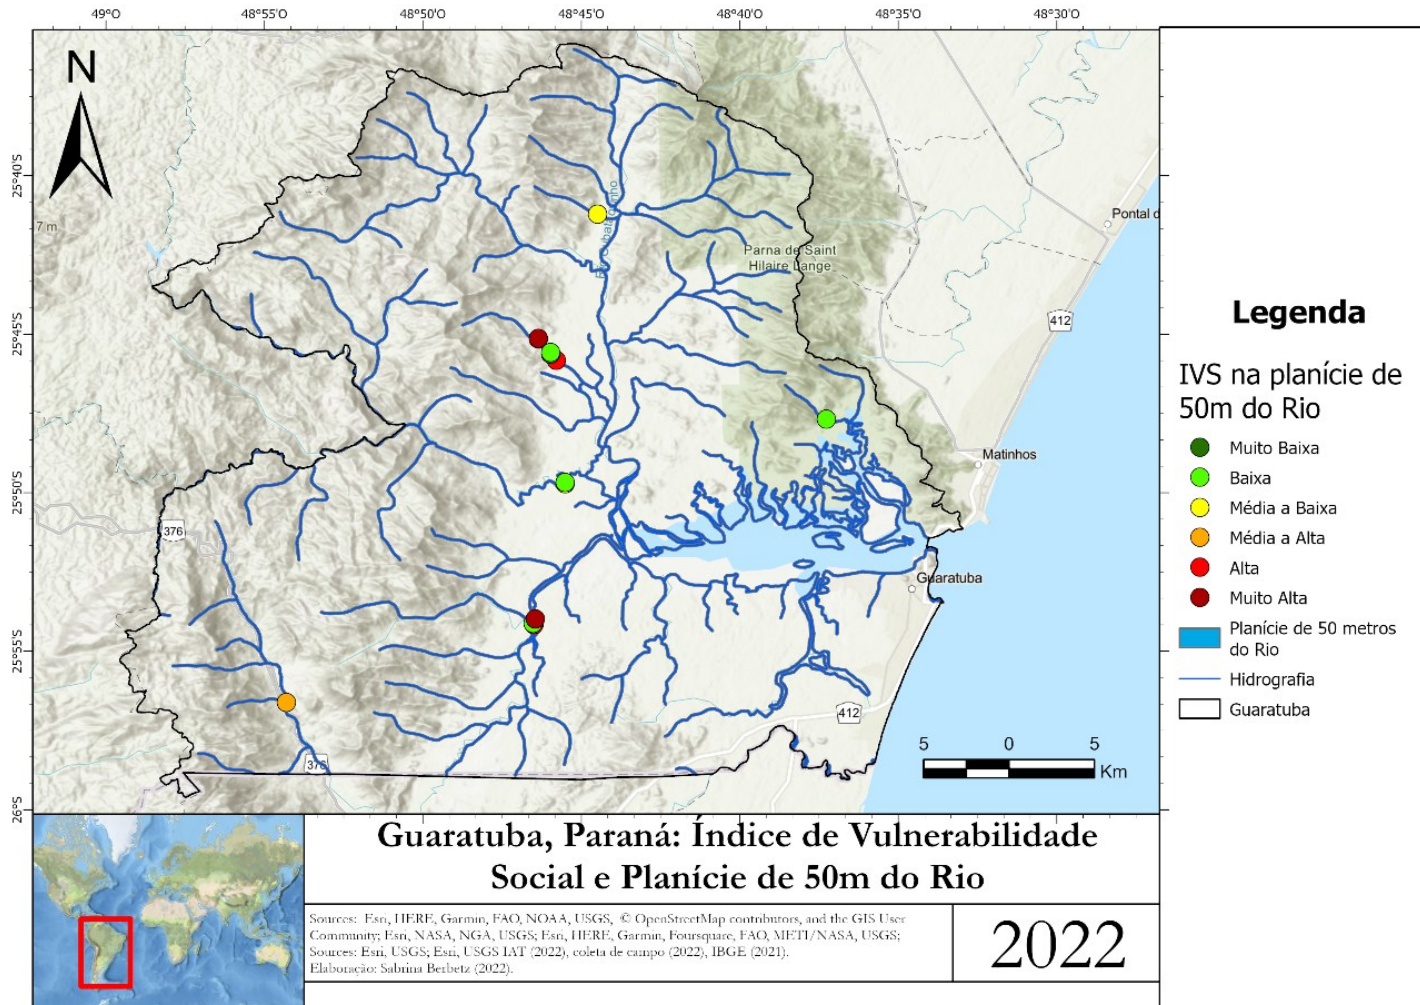 49°0
48°55'O
48°50'O
48°45'O
48°40'O
48°35'O
48°30'O
N
25°40'S
25°45'S
25°50'S
25°55'S
26°S
7 m
Pontal d
Parna de Saint
Hilaire Lange
412
Matinhos
376
Guaratuba
412
376
5 0 5
Km
Legenda
IVS na planície de
50m do Rio
Muito Baixa
Baixa
Média a Baixa
Média a Alta
Alta
Muito Alta
Planície de 50 metros
do Rio
Hidrografia
Guaratuba
Guaratuba, Paraná: Índice de Vulnerabilidade
Social e Planície de 50m do Rio
Sources: Esri, HERE, Garmin, FAO, NOAA, USGS, © OpenStreetMap contributors, and the GIS User
Community; Esri, NASA, NGA, USGS; Esri, HERE, Garmin, Foursquare, FAO, METI/NASA, USGS;
Sources: Esri, USGS; Esri, USGS IAT (2022), coleta de campo (2022), IBGE (2021).
Elaboração: Sabrina Berbetz (2022).
2022